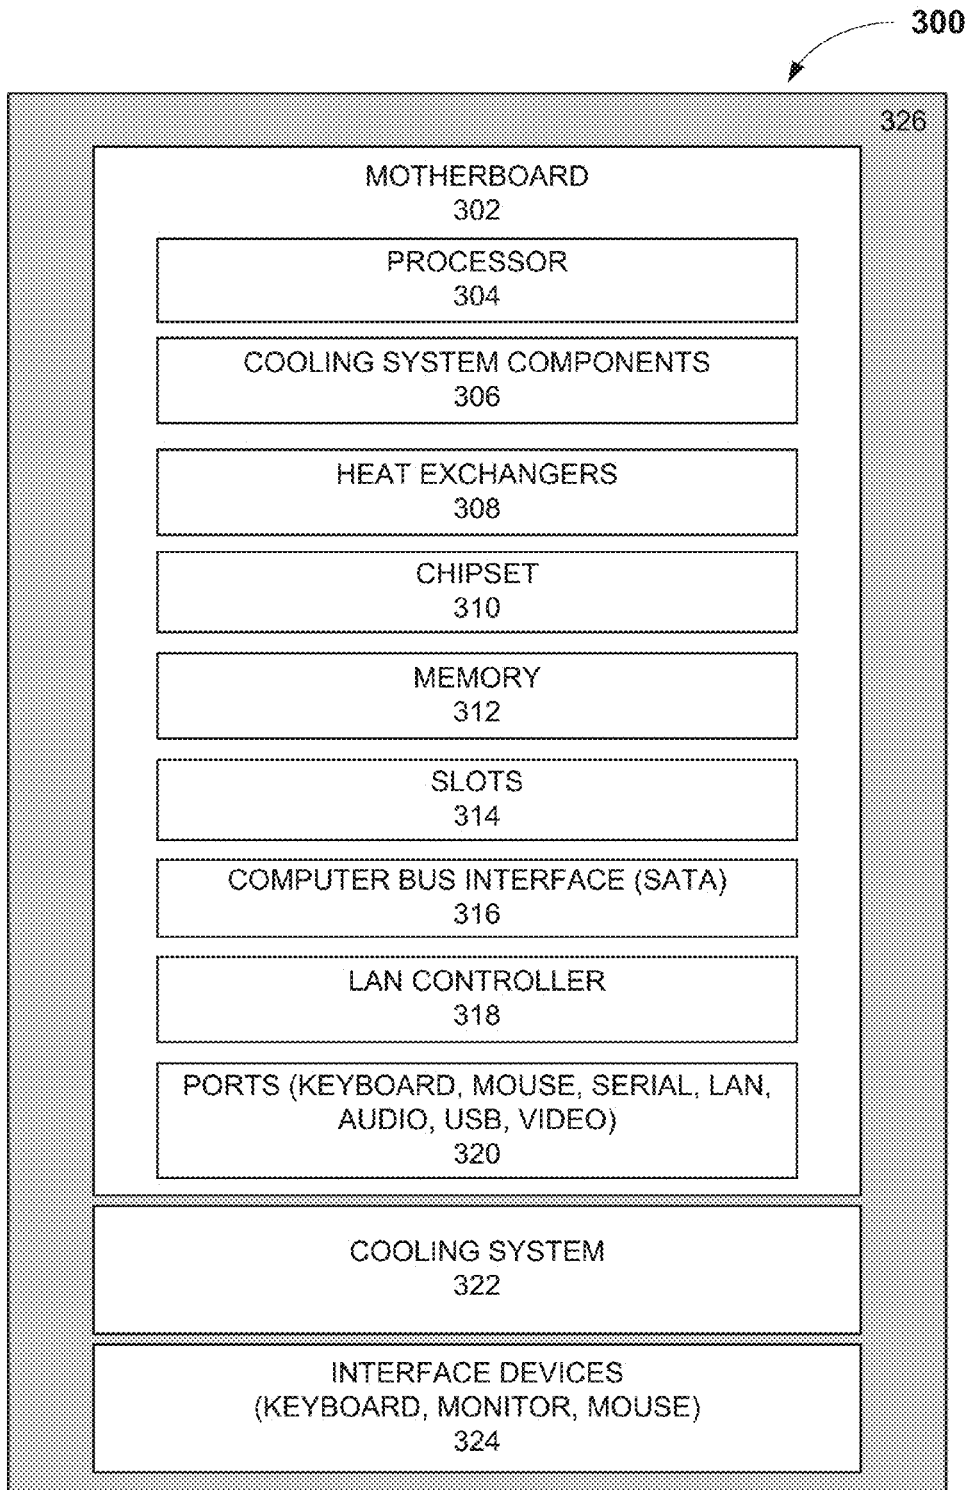 300
326
MOTHERBOARD
302
PROCESSOR
304
COOLING SYSTEM COMPONENTS
306
HEAT EXCHANGERS
308
CHIPSET
310
MEMORY
312
SLOTS
314
COMPUTER BUS INTERFACE (SATA)
316
LAN CONTROLLER
318
PORTS (KEYBOARD, MOUSE, SERIAL, LAN,
AUDIO, USB, VIDEO)
320
COOLING SYSTEM
322
INTERFACE DEVICES
(KEYBOARD, MONITOR, MOUSE)
324